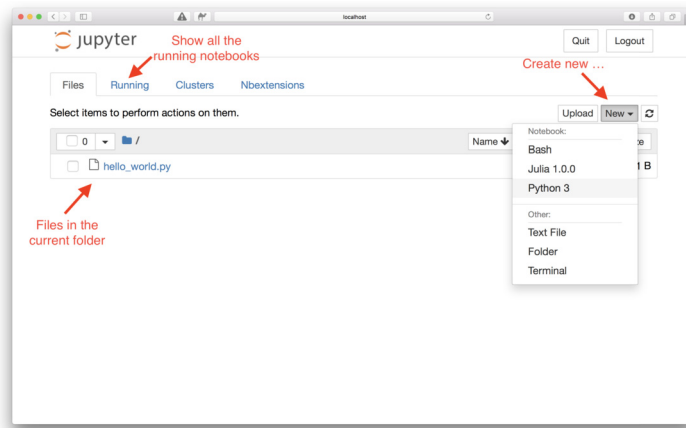 localhost
jupyter
Show all the
running notebooks
Quit
Logout
Create new ...
Files
Running
Clusters
Nbextensions
Select items to perform actions on them.
Upload
New
0
/
Name
Notebook:
Bash
hello_world.py
Julia 1.0.0
1 B
Python 3
Files in the
current folder
Other:
Text File
Folder
Terminal